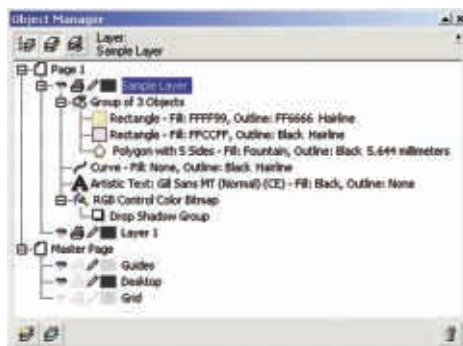 Object Manager
Layer:
Sample Layer
Page 1
Sample Layer
Group of 3 Objects
Rectangle - Fill: FFFF99, Outline: FF6666 Hairline
Rectangle - Fill: FFCCFF, Outline: Black Hairline
Polygon with 5 Sides - Fill: Fountain, Outline: Black 5.644 millimeters
Curve - Fill: None, Outline: Black Hairline
Artistic Text: Gill Sans MT (Normal) (CE) - Fill: Black, Outline: None
RGB Control Color Bitmap
Drop Shadow Group
Layer 1
Master Page
Guides
Desktop
Grid